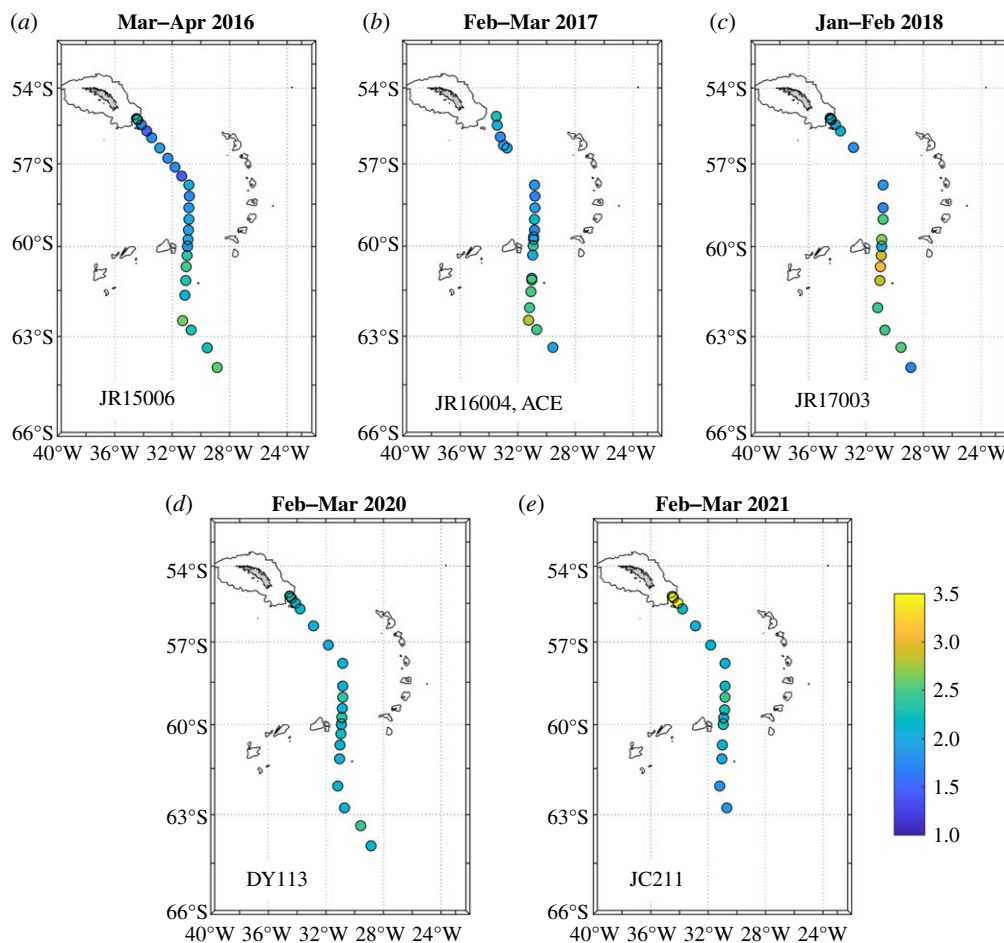 (a) Mar–Apr 2016
(b) Feb–Mar 2017
(c) Jan–Feb 2018
54°S
57°S
60°S
63°S
66°S
JR15006
40°W 36°W 32°W 28°W 24°W
54°S
57°S
60°S
63°S
66°S
JR16004, ACE
40°W 36°W 32°W 28°W 24°W
54°S
57°S
60°S
63°S
66°S
JR17003
40°W 36°W 32°W 28°W 24°W
(d) Feb–Mar 2020
(e) Feb–Mar 2021
54°S
57°S
60°S
63°S
66°S
DY113
40°W 36°W 32°W 28°W 24°W
54°S
57°S
60°S
63°S
66°S
JC211
40°W 36°W 32°W 28°W 24°W
3.5
3.0
2.5
2.0
1.5
1.0